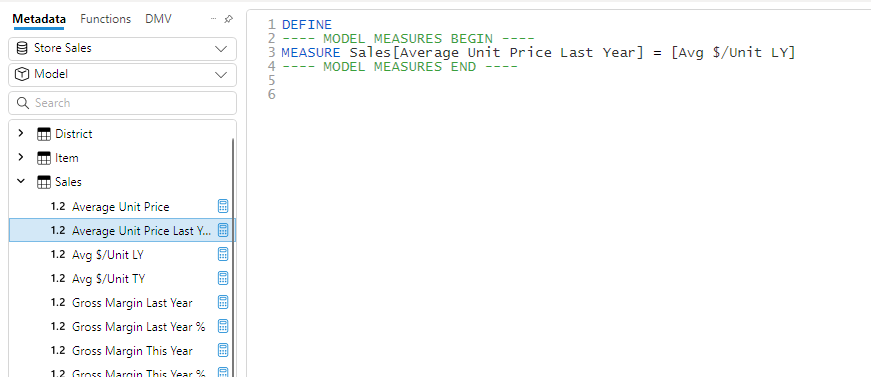 Metadata Functions DMV
Store Sales
Model
Search
District
Item
Sales
1.2 Average Unit Price
1.2 Average Unit Price Last Y...
1.2 Avg $/Unit LY
1.2 Avg $/Unit TY
1.2 Gross Margin Last Year
1.2 Gross Margin Last Year %
1.2 Gross Margin This Year
1.2 Gross Margin This Year %
1 DEFINE
2 ---- MODEL MEASURES BEGIN ----
3 MEASURE Sales[Average Unit Price Last Year] = [Avg $/Unit LY]
4 ---- MODEL MEASURES END ----
5
6